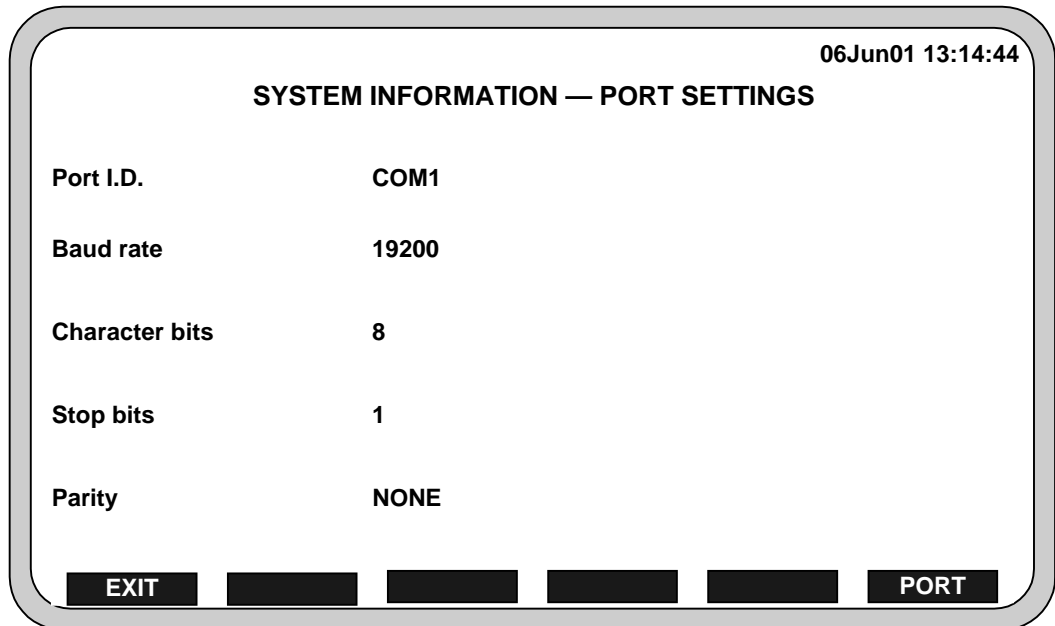 06Jun01 13:14:44
SYSTEM INFORMATION — PORT SETTINGS
Port I.D. COM1
Baud rate 19200
Character bits 8
Stop bits 1
Parity NONE
EXIT PORT